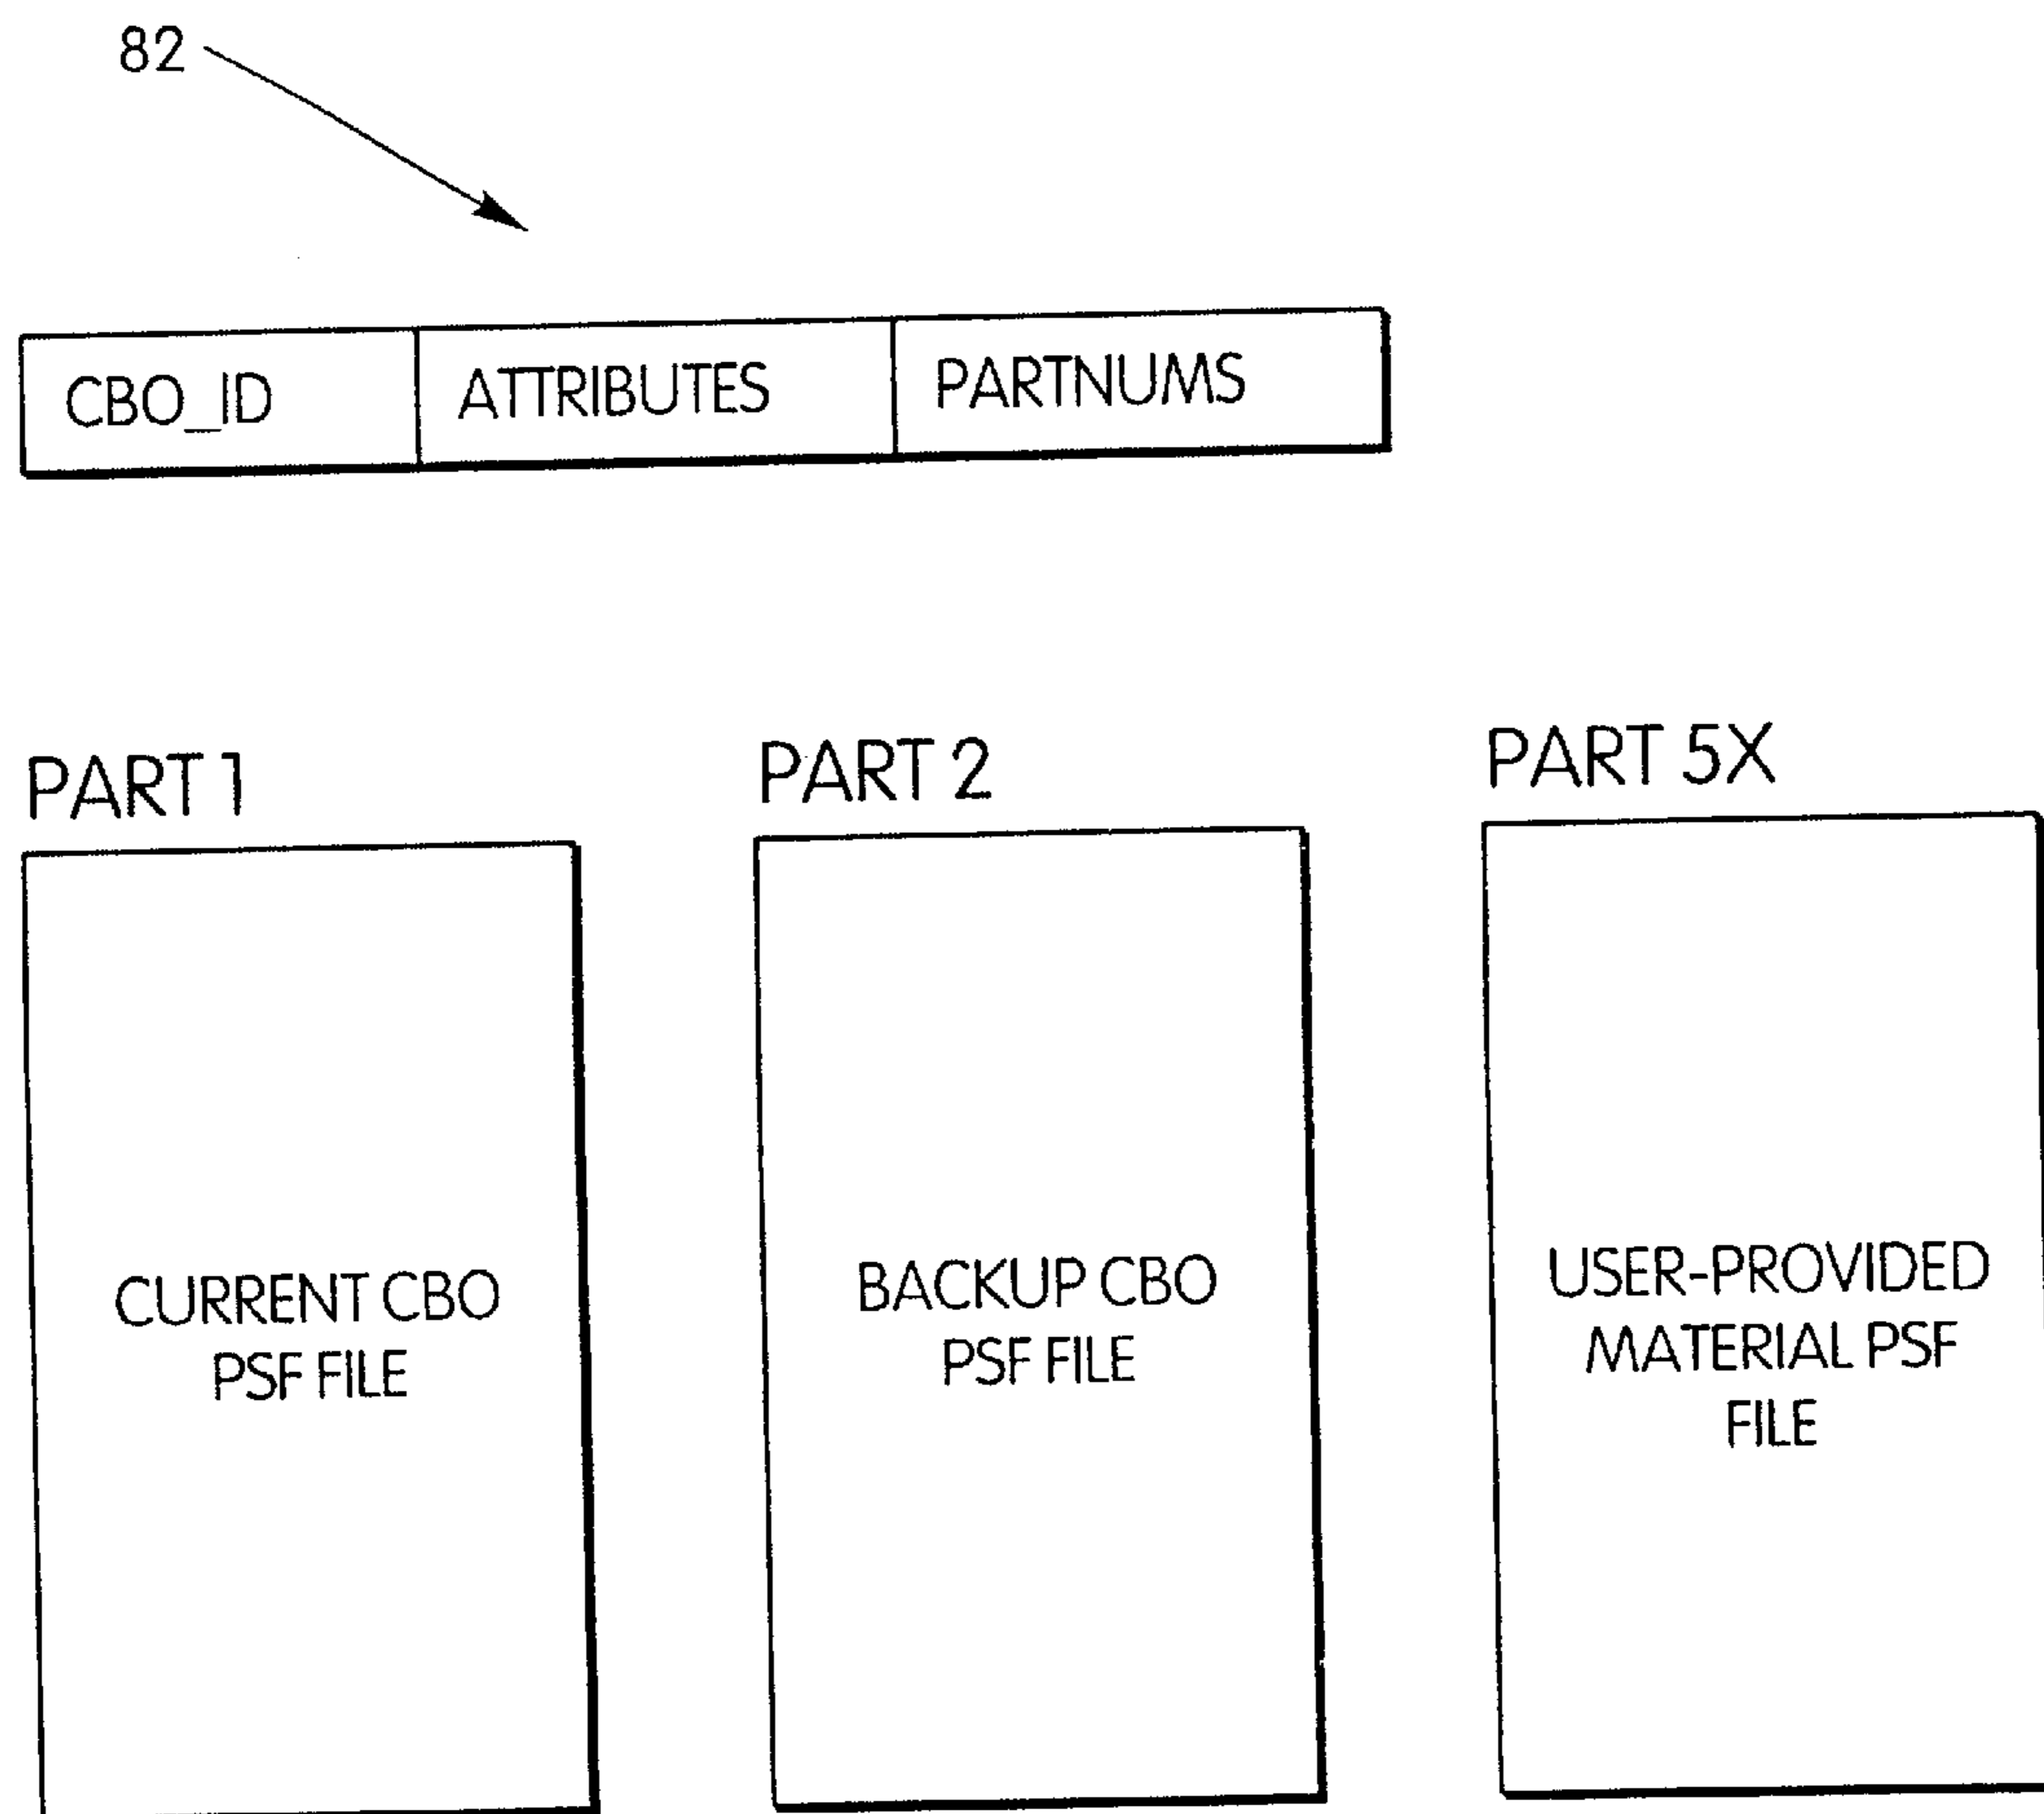 82
CBO_ID ATTRIBUTES PARTNUMS
PART 1 PART 2 PART 5X
CURRENT CBO
PSF FILE
BACKUP CBO
PSF FILE
USER-PROVIDED
MATERIAL PSF
FILE